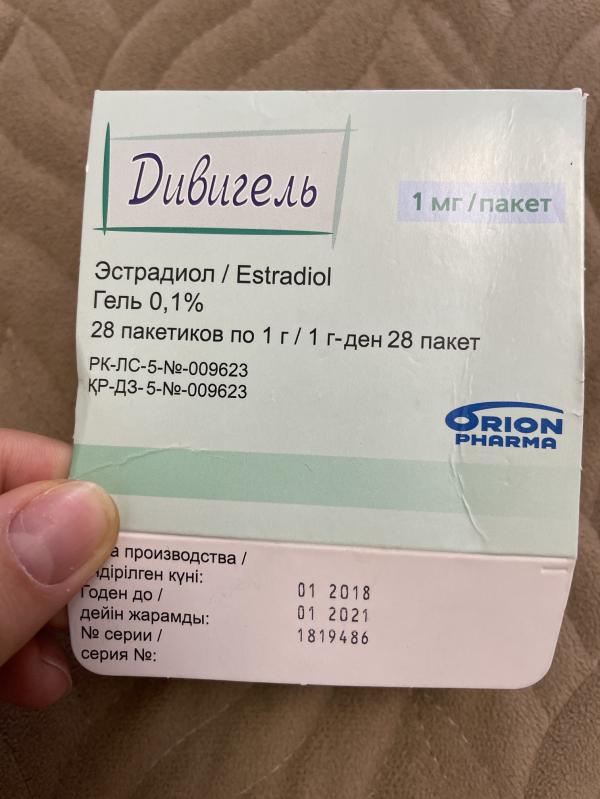 Дивигель
1 мг/пакет
Эстрадиол / Estradiol
Гель 0,1%
28 пакетиков по 1 г / 1 г-ден 28 пакет
РК-ЛС-5-№-009623
ҚР-ДЗ-5-№-009623
ORION
PHARMA
производства /
күні:
Годен до /
дейін жарамды:
№ серии /
серия №:
01 2018
01 2021
1819486